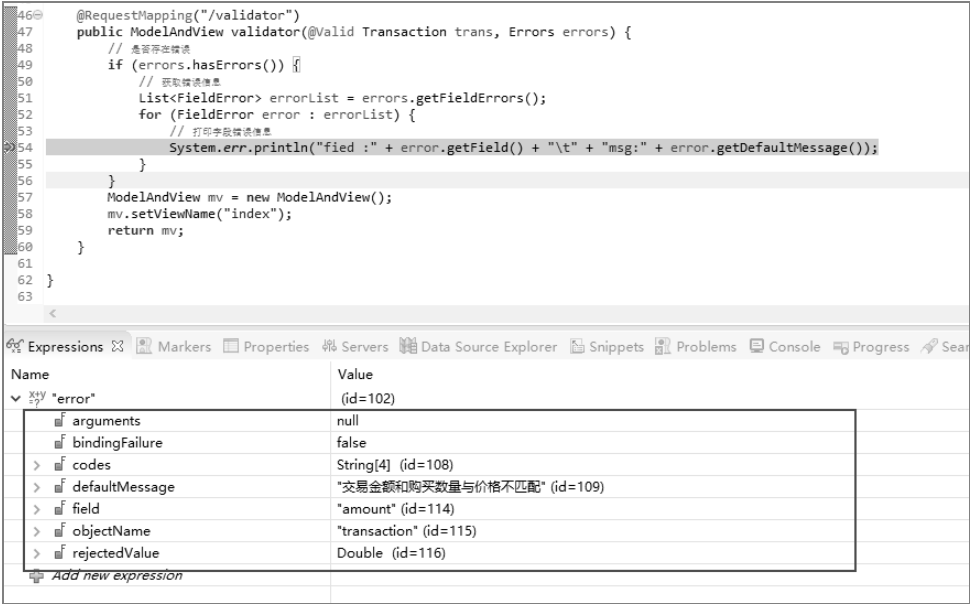 46 @RequestMapping("/validator")
47 public ModelAndView validator(@Valid Transaction trans, Errors errors) {
48 // 是否存在错误
49 if (errors.hasErrors()) {
50 // 获取错误信息
51 List<FieldError> errorList = errors.getFieldErrors();
52 for (FieldError error : errorList) {
53 // 打印字段错误信息
54 System.err.println("fied :" + error.getField() + "\t" + "msg:" + error.getDefaultMessage());
55 }
56 }
57 ModelAndView mv = new ModelAndView();
58 mv.setViewName("index");
59 return mv;
60 }
61
62 }
63
Expressions Markers Properties Servers Data Source Explorer Snippets Problems Console Progress Sear
Name Value
"error" (id=102)
arguments null
bindingFailure false
codes String[4] (id=108)
defaultMessage "交易金额和购买数量与价格不匹配" (id=109)
field "amount" (id=114)
objectName "transaction" (id=115)
rejectedValue Double (id=116)
Add new expression